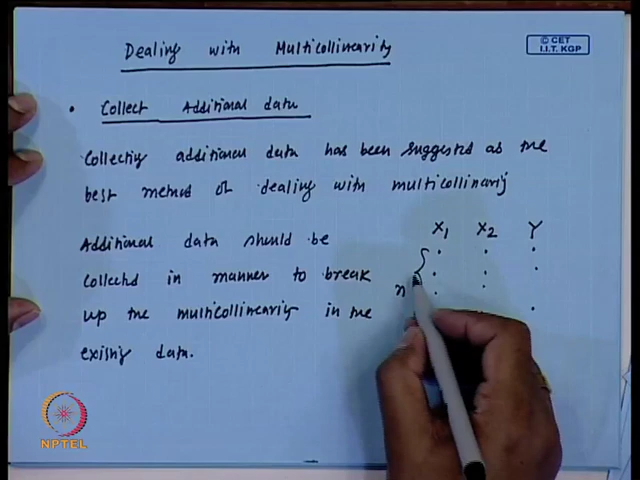 Dealing with Multicollinearity
© CET
I.I.T. KGP
• Collect Additional data
Collecting additional data has been suggested as the
best method of dealing with multicollinearity
Additional data should be
collected in manner to break
up the multicollinearity in the
existing data.
X₁ X₂ Y
n
NPTEL